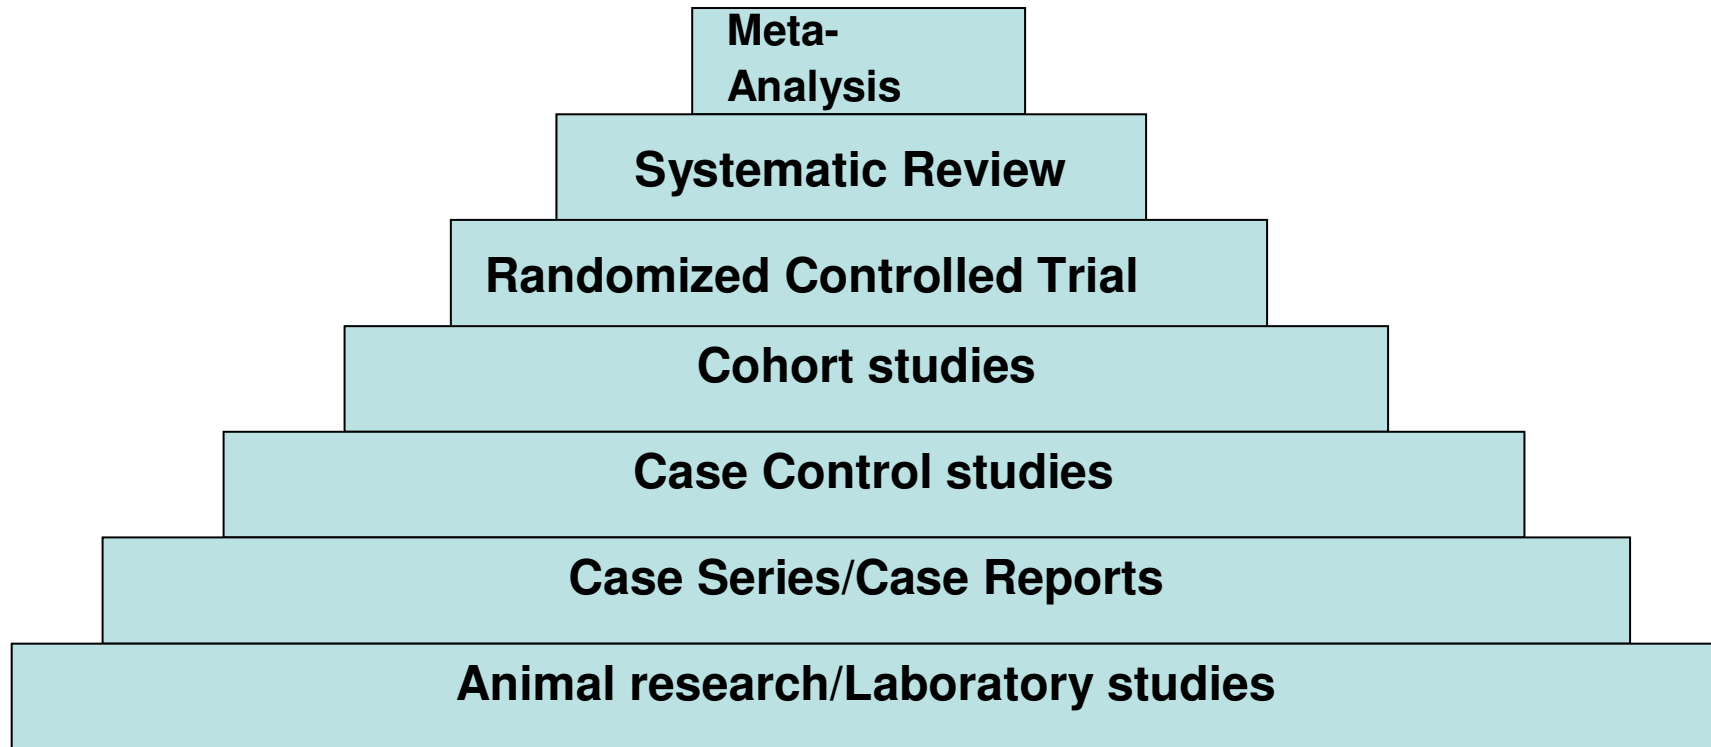 Meta-
Analysis
Systematic Review
Randomized Controlled Trial
Cohort studies
Case Control studies
Case Series/Case Reports
Animal research/Laboratory studies